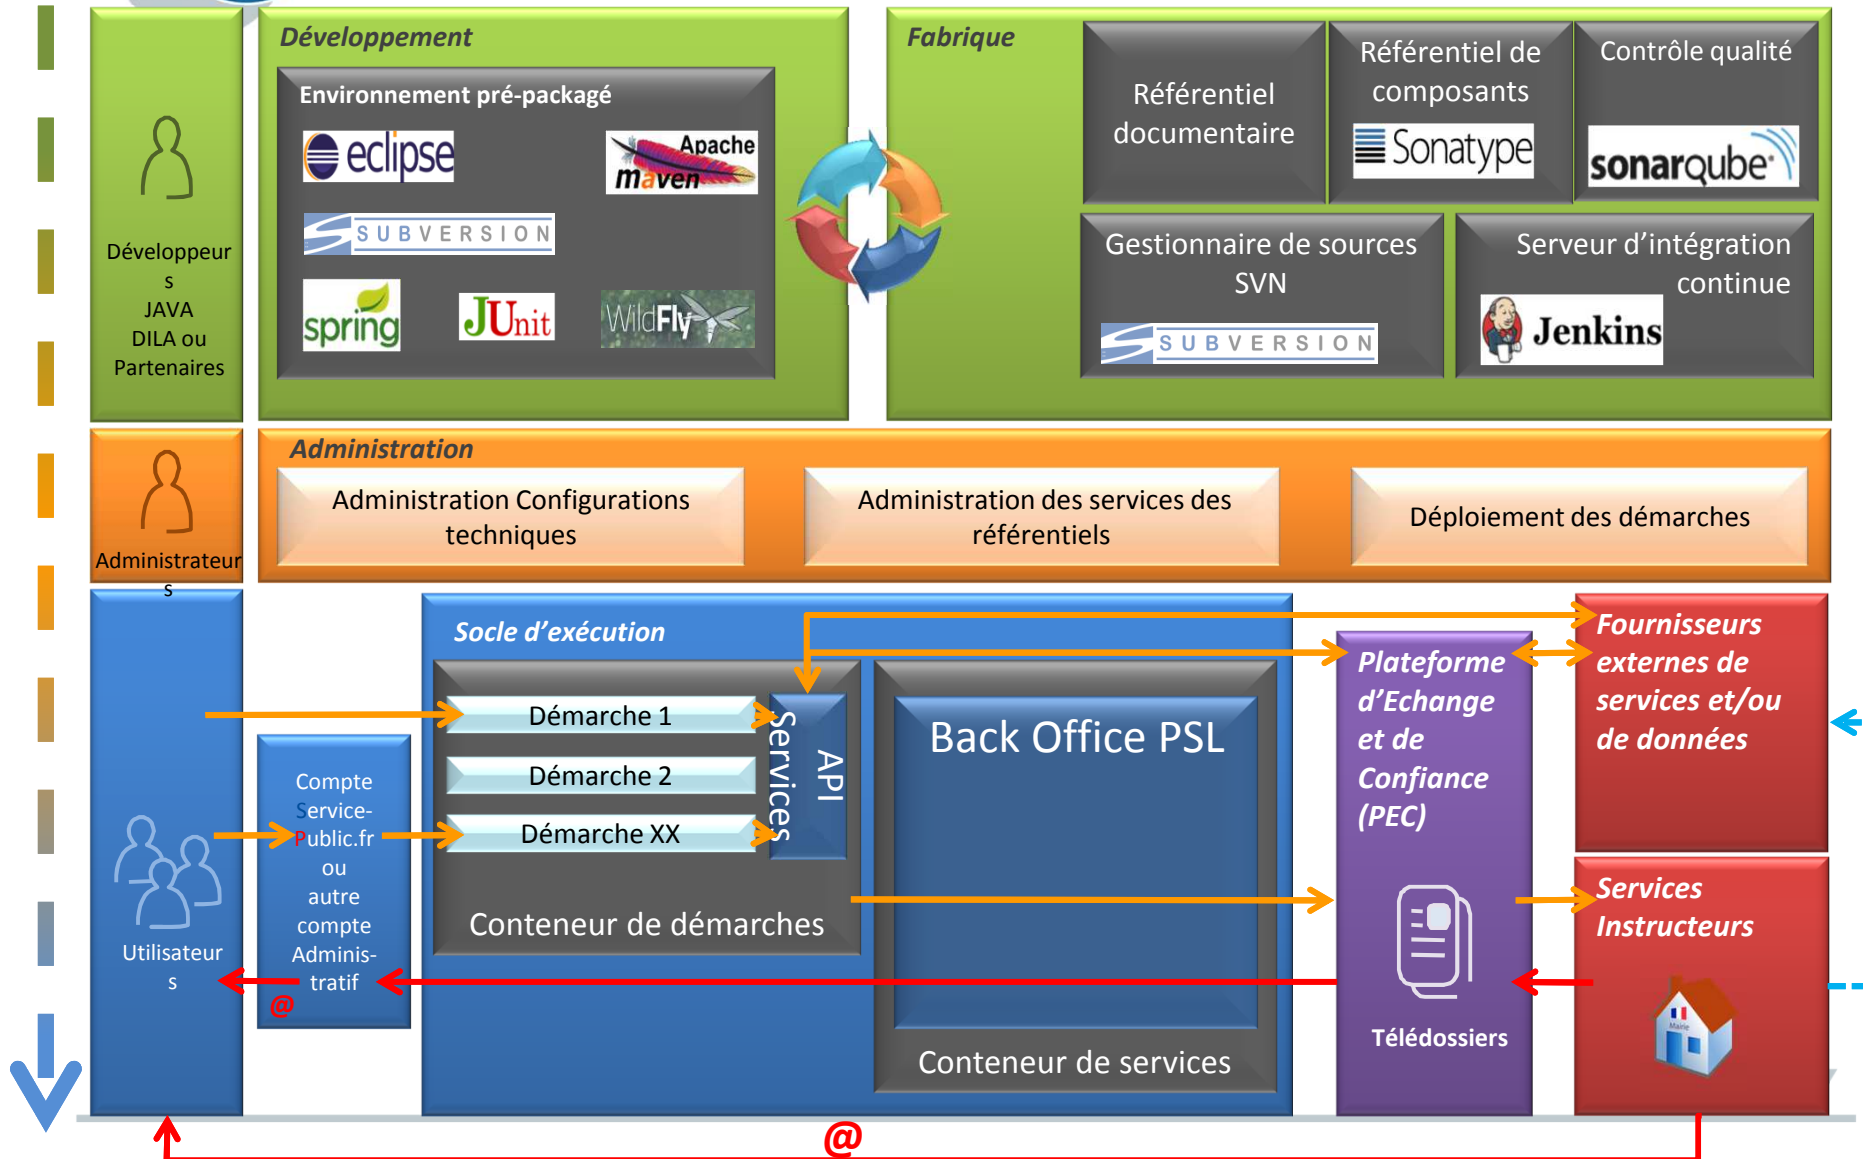 Développement
Environnement pré-packagé
eclipse
Apache
maven
SUBVERSION
spring
JUnit
WildFly
Fabrique
Référentiel
documentaire
Référentiel de
composants
Sonatype
Contrôle qualité
sonarqube
Gestionnaire de sources
SVN
SUBVERSION
Serveur d’intégration
continue
Jenkins
Développeur
s
JAVA
DILA ou
Partenaires
Administrateur
s
Administration
Administration Configurations
techniques
Administration des services des
référentiels
Déploiement des démarches
Utilisateur
s
Compte
Service-
Public.fr
ou
autre
compte
Adminis-
tratif
@
Socle d’exécution
Démarche 1
Démarche 2
Démarche XX
API
Services
Conteneur de démarches
Back Office PSL
Conteneur de services
Plateforme
d’Echange
et de
Confiance
(PEC)
Télédossiers
Fournisseurs
externes de
services et/ou
de données
Services
Instructeurs
Mairie
@